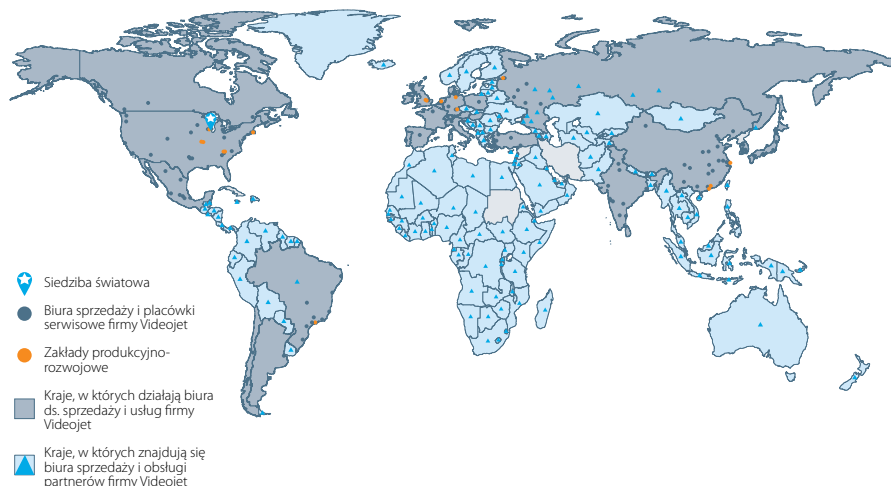 Siedziba światowa
Biura sprzedaży i placówki
serwisowe firmy Videojet
Zakłady produkcyjno-
rozwojowe
Kraje, w których działają biura
ds. sprzedaży i usług firmy
Videojet
Kraje, w których znajdują się
biura sprzedaży i obsługi
partnerów firmy Videojet